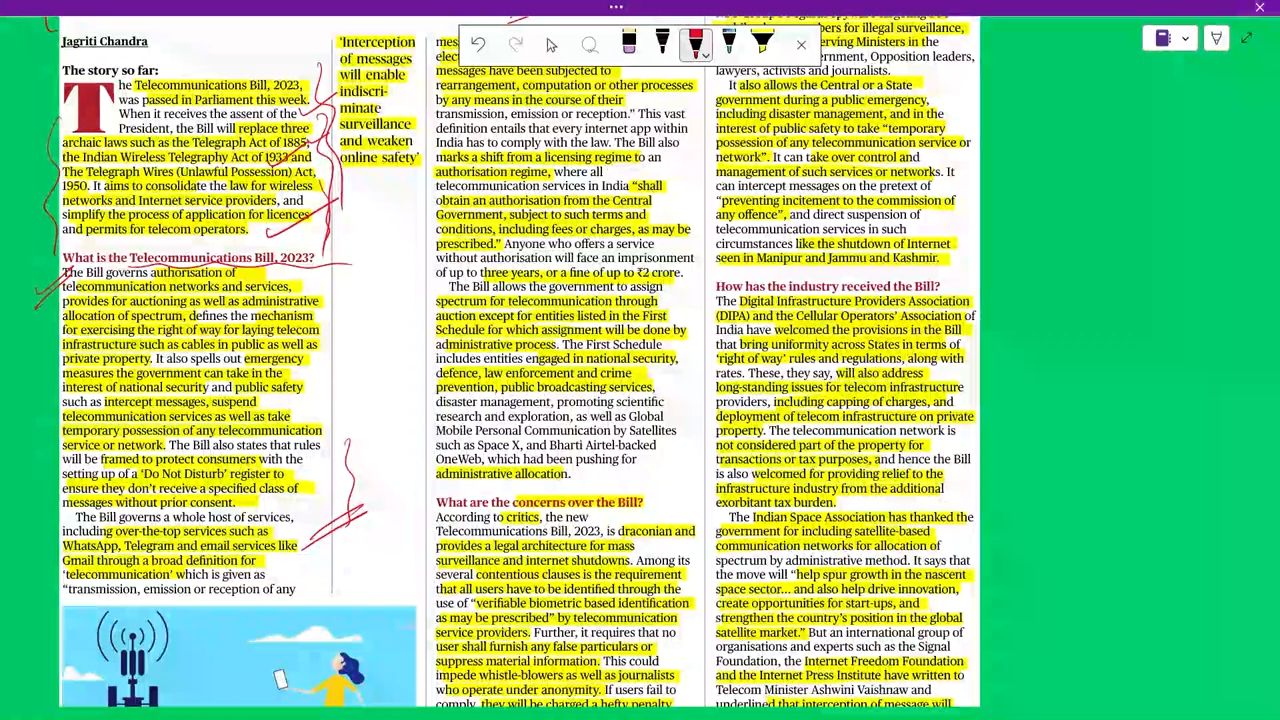 Jagriti Chandra
The story so far:
The Telecommunications Bill, 2023,
was passed in Parliament this week.
When it receives the assent of the
President, the Bill will replace three
archaic laws such as the Telegraph Act of 1885;
the Indian Wireless Telegraphy Act of 1933 and
The Telegraph Wires (Unlawful Possession) Act,
1950. It aims to consolidate the law for wireless
networks and Internet service providers, and
simplify the process of application for licences
and permits for telecom operators.
What is the Telecommunications Bill, 2023?
The Bill governs authorisation of
telecommunication networks and services,
provides for auctioning as well as administrative
allocation of spectrum, defines the mechanism
for exercising the right of way for laying telecom
infrastructure such as cables in public as well as
private property. It also spells out emergency
measures the government can take in the
interest of national security and public safety
such as intercept messages, suspend
telecommunication services as well as take
temporary possession of any telecommunication
service or network. The Bill also states that rules
will be framed to protect consumers with the
setting up of a ‘Do Not Disturb’ register to
ensure they don’t receive a specified class of
messages without prior consent.
The Bill governs a whole host of services,
including over-the-top services such as
WhatsApp, Telegram and email services like
Gmail through a broad definition for
‘telecommunication’ which is given as
“transmission, emission or reception of any
‘Interception
of messages
will enable
indiscri-
minate
surveillance
and weaken
online safety’
messages have been subjected to
rearrangement, computation or other processes
by any means in the course of their
transmission, emission or reception.” This vast
definition entails that every internet app within
India has to comply with the law. The Bill also
marks a shift from a licensing regime to an
authorisation regime, where all
telecommunication services in India “shall
obtain an authorisation from the Central
Government, subject to such terms and
conditions, including fees or charges, as may be
prescribed.” Anyone who offers a service
without authorisation will face an imprisonment
of up to three years, or a fine of up to ₹2 crore.
The Bill allows the government to assign
spectrum for telecommunication through
auction except for entities listed in the First
Schedule for which assignment will be done by
administrative process. The First Schedule
includes entities engaged in national security,
defence, law enforcement and crime
prevention, public broadcasting services,
disaster management, promoting scientific
research and exploration, as well as Global
Mobile Personal Communication by Satellites
such as Space X, and Bharti Airtel-backed
OneWeb, which had been pushing for
administrative allocation.
What are the concerns over the Bill?
According to critics, the new
Telecommunications Bill, 2023, is draconian and
provides a legal architecture for mass
surveillance and internet shutdowns. Among its
several contentious clauses is the requirement
that all users have to be identified through the
use of “verifiable biometric based identification
as may be prescribed” by telecommunication
service providers. Further, it requires that no
user shall furnish any false particulars or
suppress material information. This could
impede whistle-blowers as well as journalists
who operate under anonymity. If users fail to
comply, they will be charged a hefty penalty
for illegal surveillance,
Ministers in the
Opposition leaders,
lawyers, activists and journalists.
It also allows the Central or a State
government during a public emergency,
including disaster management, and in the
interest of public safety to take “temporary
possession of any telecommunication service or
network”. It can take over control and
management of such services or networks. It
can intercept messages on the pretext of
“preventing incitement to the commission of
any offence”, and direct suspension of
telecommunication services in such
circumstances like the shutdown of Internet
seen in Manipur and Jammu and Kashmir.
How has the industry received the Bill?
The Digital Infrastructure Providers Association
(DIPA) and the Cellular Operators’ Association of
India have welcomed the provisions in the Bill
that bring uniformity across States in terms of
‘right of way’ rules and regulations, along with
rates. These, they say, will also address
long-standing issues for telecom infrastructure
providers, including capping of charges, and
deployment of telecom infrastructure on private
property. The telecommunication network is
not considered part of the property for
transactions or tax purposes, and hence the Bill
is also welcomed for providing relief to the
infrastructure industry from the additional
exorbitant tax burden.
The Indian Space Association has thanked the
government for including satellite-based
communication networks for allocation of
spectrum by administrative method. It says that
the move will “help spur growth in the nascent
space sector... and also help drive innovation,
create opportunities for start-ups, and
strengthen the country’s position in the global
satellite market.” But an international group of
organisations and experts such as the Signal
Foundation, the Internet Freedom Foundation
and the Internet Press Institute have written to
Telecom Minister Ashwini Vaishnaw and
underlined that interception of message will